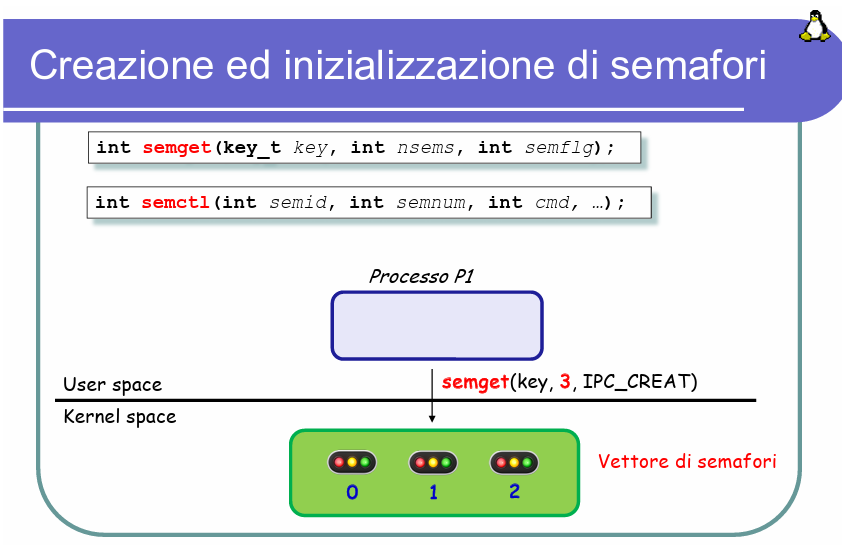 Creazione ed inizializzazione di semafori
int semget(key_t key, int nsems, int semflg);
int semctl(int semid, int semnum, int cmd, …);
Processo P1
User space
semget(key, 3, IPC_CREAT)
Kernel space
Vettore di semafori
0 1 2